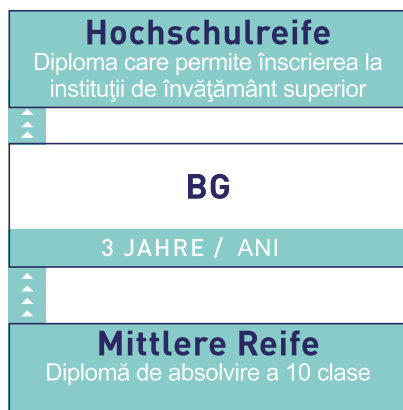 Hochschulreife
Diploma care permite înscrierea la
instituţii de învăţământ superior
BG
3 JAHRE / ANI
Mittlere Reife
Diplomă de absolvire a 10 clase